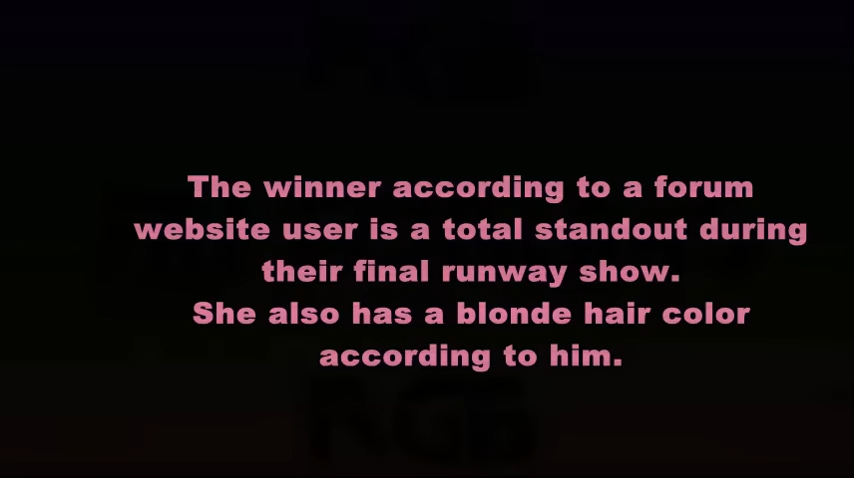 The winner according to a forum
website user is a total standout during
their final runway show.
She also has a blonde hair color
according to him.